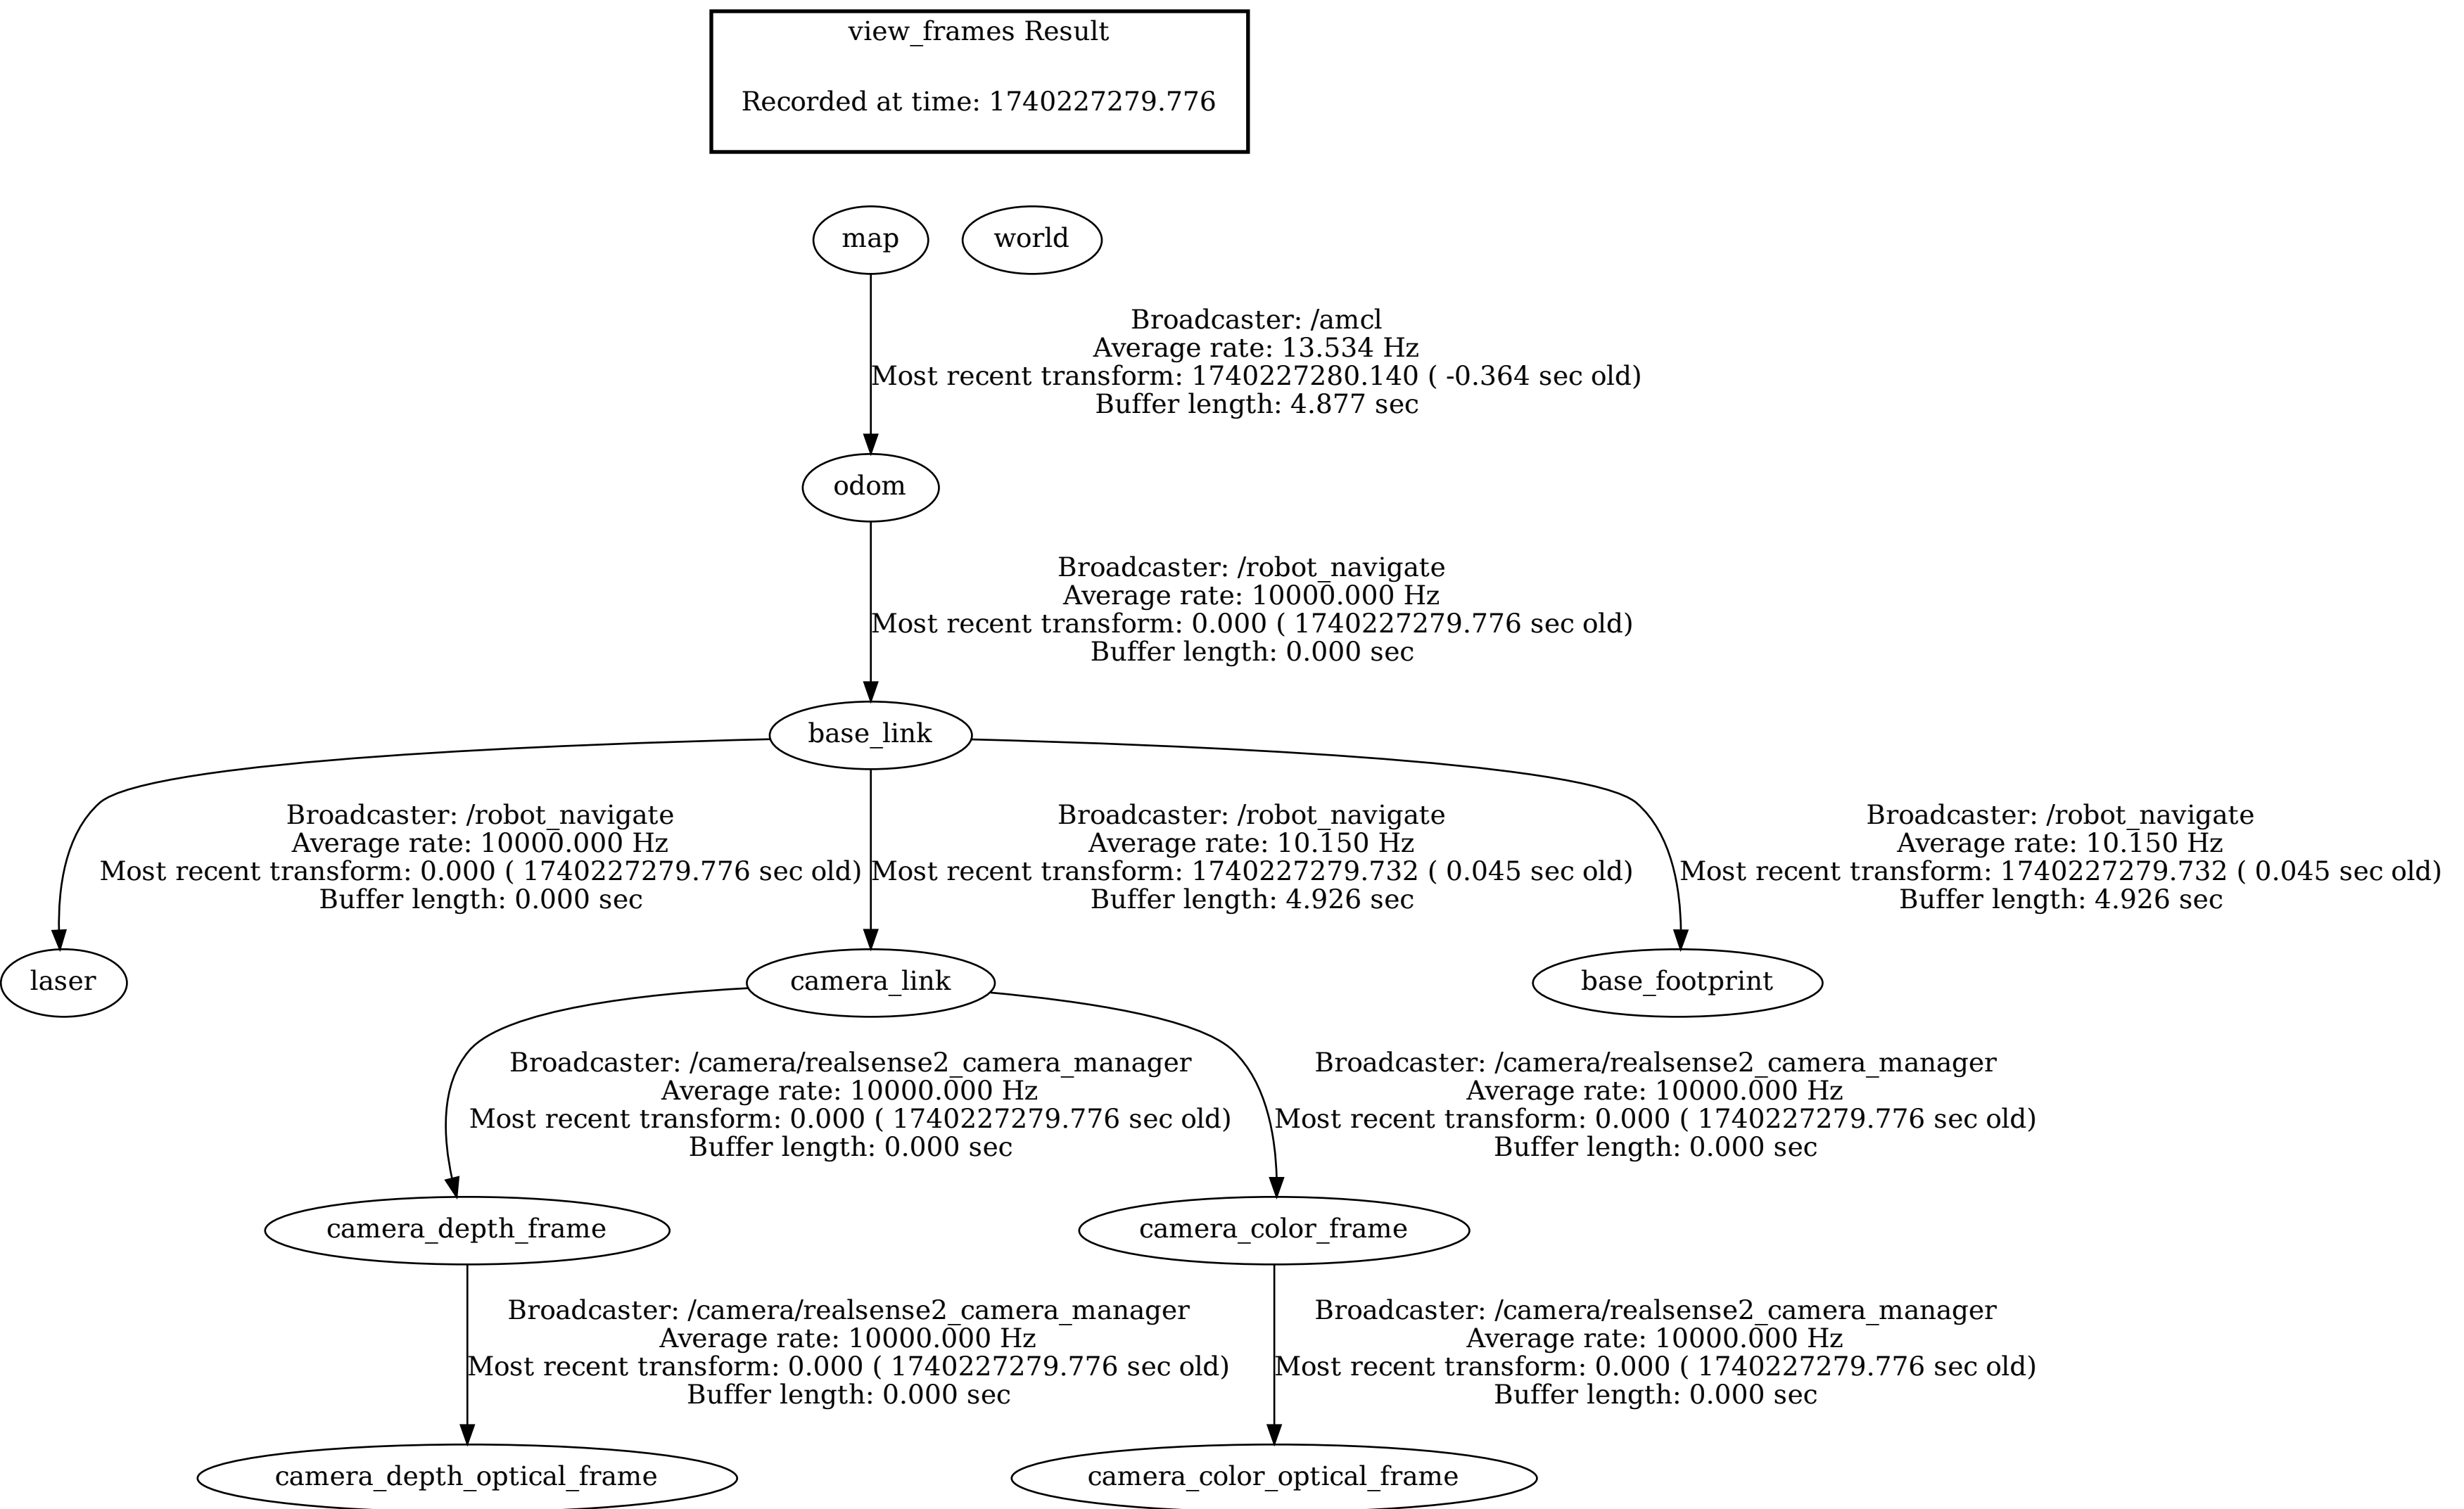 view_frames Result
Recorded at time: 1740227279.776
map
world
Broadcaster: /amcl
Average rate: 13.534 Hz
Most recent transform: 1740227280.140 ( -0.364 sec old)
Buffer length: 4.877 sec
odom
Broadcaster: /robot_navigate
Average rate: 10000.000 Hz
Most recent transform: 0.000 ( 1740227279.776 sec old)
Buffer length: 0.000 sec
base_link
Broadcaster: /robot_navigate
Average rate: 10000.000 Hz
Most recent transform: 0.000 ( 1740227279.776 sec old)
Buffer length: 0.000 sec
Broadcaster: /robot_navigate
Average rate: 10.150 Hz
Most recent transform: 1740227279.732 ( 0.045 sec old)
Buffer length: 4.926 sec
Broadcaster: /robot_navigate
Average rate: 10.150 Hz
Most recent transform: 1740227279.732 ( 0.045 sec old)
Buffer length: 4.926 sec
laser
camera_link
base_footprint
Broadcaster: /camera/realsense2_camera_manager
Average rate: 10000.000 Hz
Most recent transform: 0.000 ( 1740227279.776 sec old)
Buffer length: 0.000 sec
Broadcaster: /camera/realsense2_camera_manager
Average rate: 10000.000 Hz
Most recent transform: 0.000 ( 1740227279.776 sec old)
Buffer length: 0.000 sec
camera_depth_frame
camera_color_frame
Broadcaster: /camera/realsense2_camera_manager
Average rate: 10000.000 Hz
Most recent transform: 0.000 ( 1740227279.776 sec old)
Buffer length: 0.000 sec
Broadcaster: /camera/realsense2_camera_manager
Average rate: 10000.000 Hz
Most recent transform: 0.000 ( 1740227279.776 sec old)
Buffer length: 0.000 sec
camera_depth_optical_frame
camera_color_optical_frame